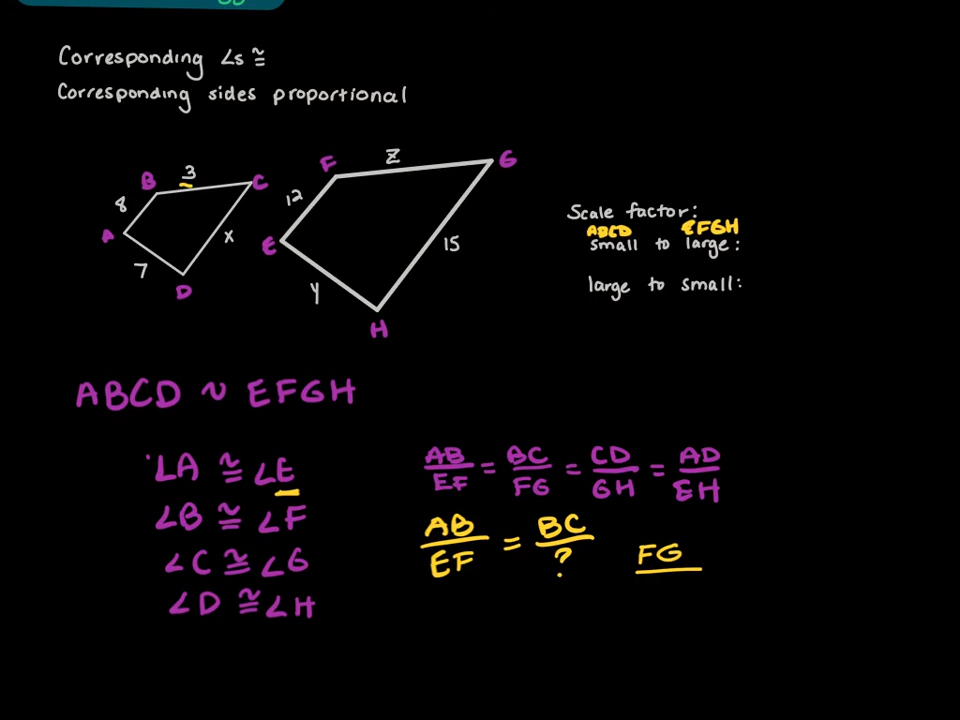 Corresponding ∠s ≅
Corresponding sides proportional
B 3 C
8
A
x
7
D
F Z G
12
E
15
y
H
Scale factor:
ABCD EFGH
small to large:
large to small:
ABCD ~ EFGH
∠A ≅ ∠E
∠B ≅ ∠F
∠C ≅ ∠G
∠D ≅ ∠H
AB/EF = BC/FG = CD/GH = AD/EH
AB/EF = BC/? FG